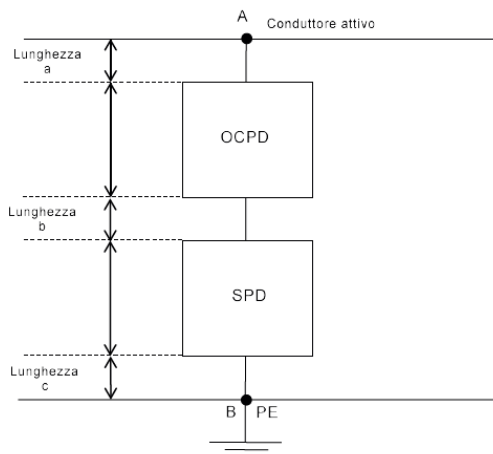 A
Conduttore attivo
Lunghezza
a
OCPD
Lunghezza
b
SPD
Lunghezza
c
B
PE